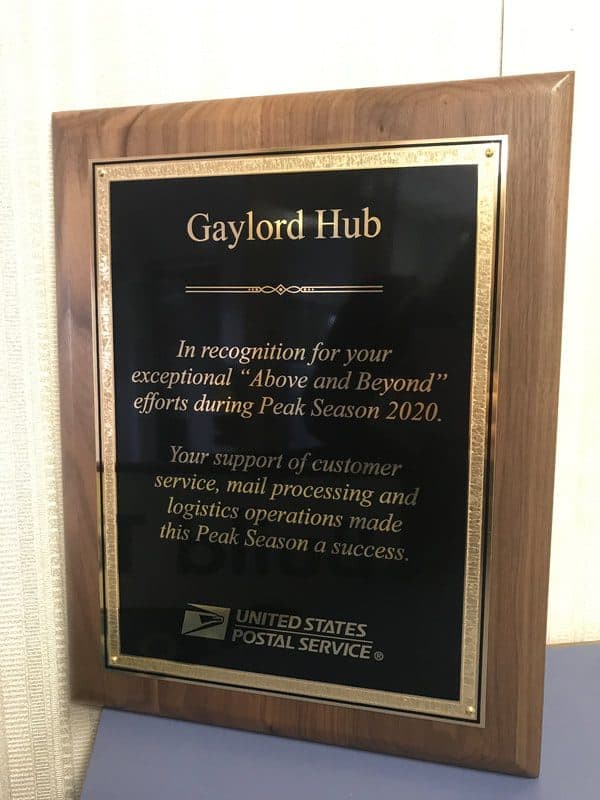 Gaylord Hub
In recognition for your
exceptional “Above and Beyond”
efforts during Peak Season 2020.
Your support of customer
service, mail processing and
logistics operations made
this Peak Season a success.
UNITED STATES
POSTAL SERVICE®